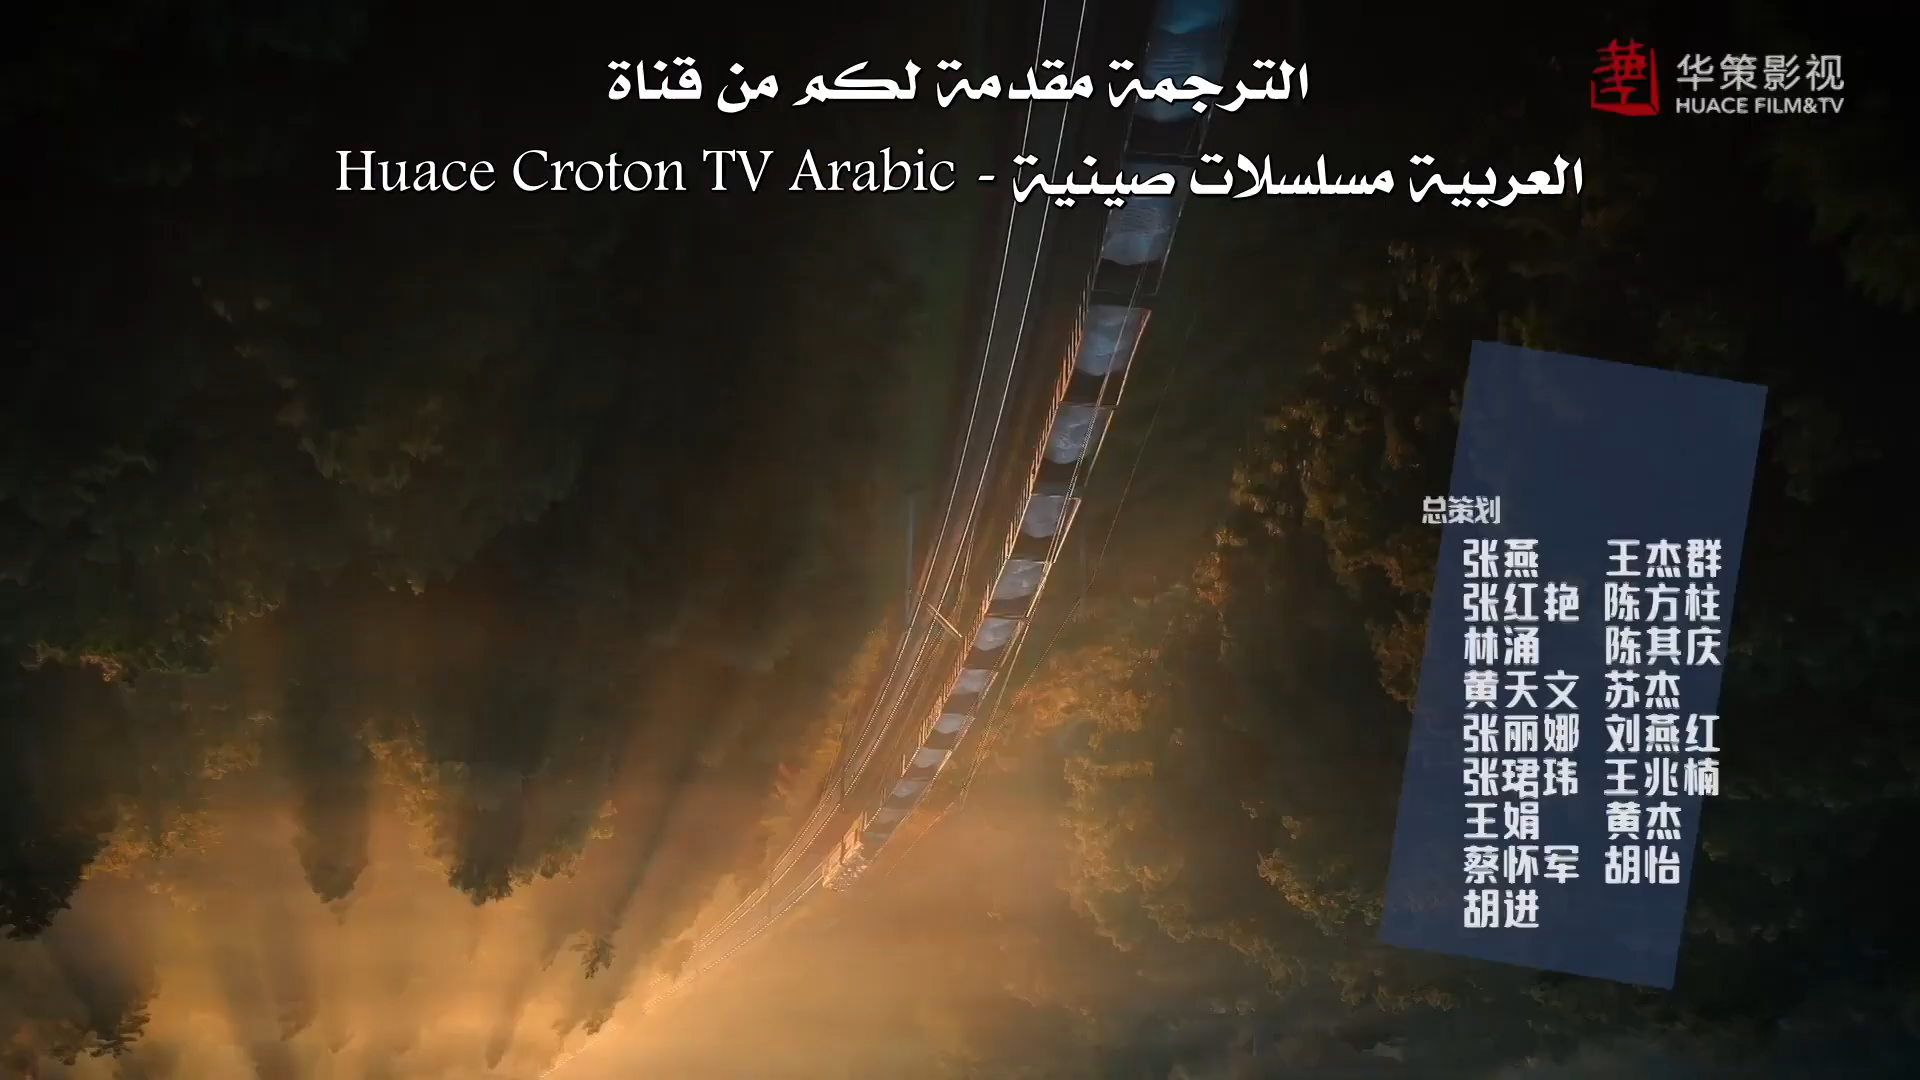 الترجمة مقدمة لكم من قناة
العربية مسلسلات صينية - Huace Croton TV Arabic
华策影视
HUACE FILM&TV
总策划
张燕 王杰群
张红艳 陈方柱
林涌 陈其庆
黄天文 苏杰
张丽娜 刘燕红
张珺玮 王兆楠
王娟 黄杰
蔡怀军 胡怡
胡进